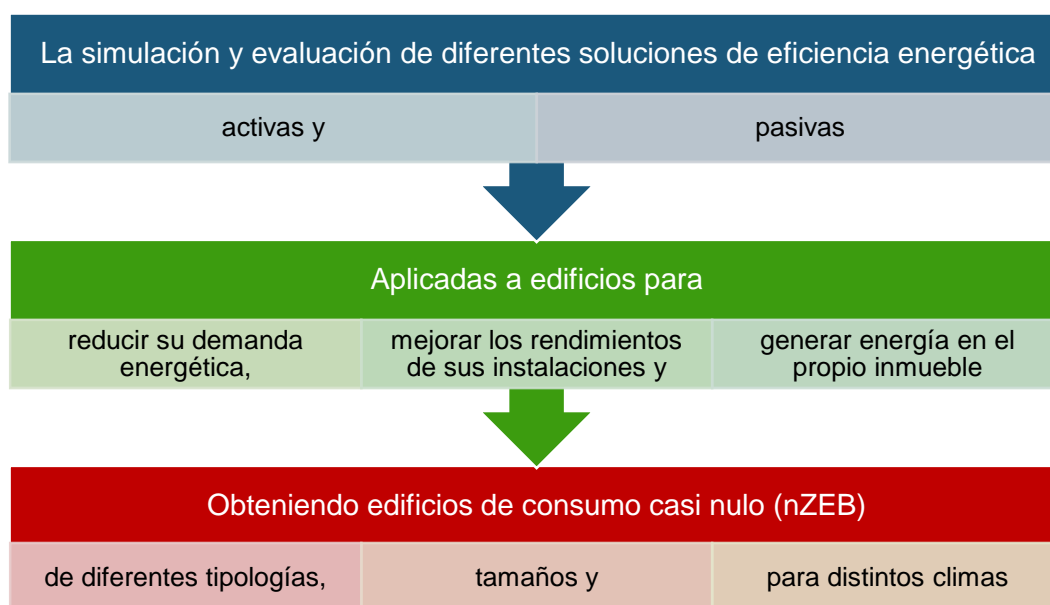 La simulación y evaluación de diferentes soluciones de eficiencia energética
activas y
pasivas
Aplicadas a edificios para
reducir su demanda
energética,
mejorar los rendimientos
de sus instalaciones y
generar energía en el
propio inmueble
Obteniendo edificios de consumo casi nulo (nZEB)
de diferentes tipologías,
tamaños y
para distintos climas